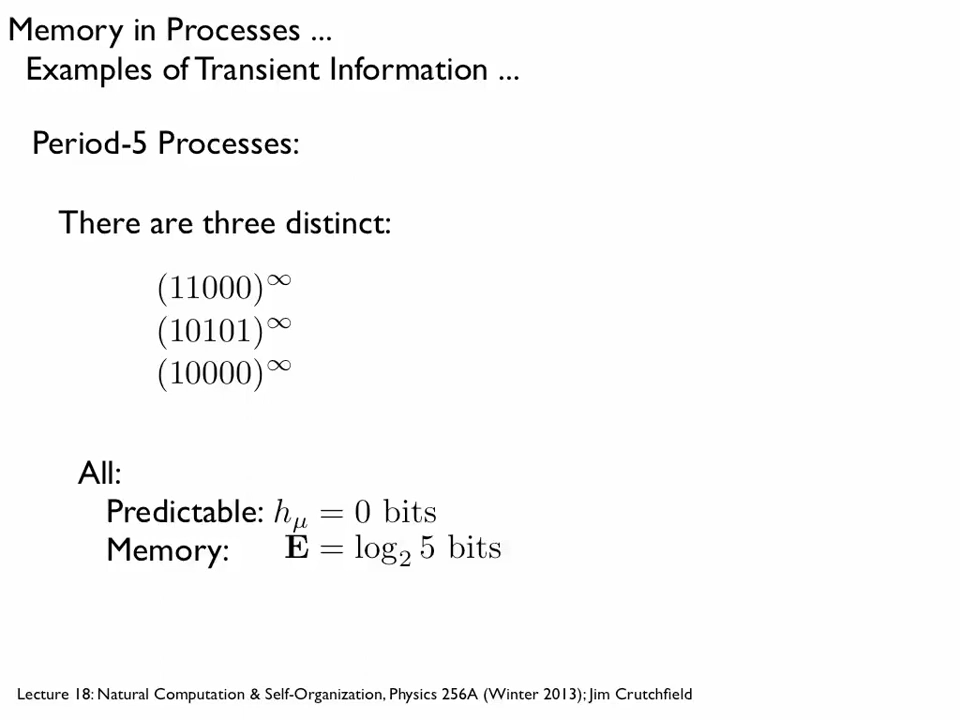 Memory in Processes ...
Examples of Transient Information ...
Period-5 Processes:
There are three distinct:
(11000)^∞
(10101)^∞
(10000)^∞
All:
Predictable: h_μ = 0 bits
Memory: E = log_2 5 bits
Lecture 18: Natural Computation & Self-Organization, Physics 256A (Winter 2013); Jim Crutchfield